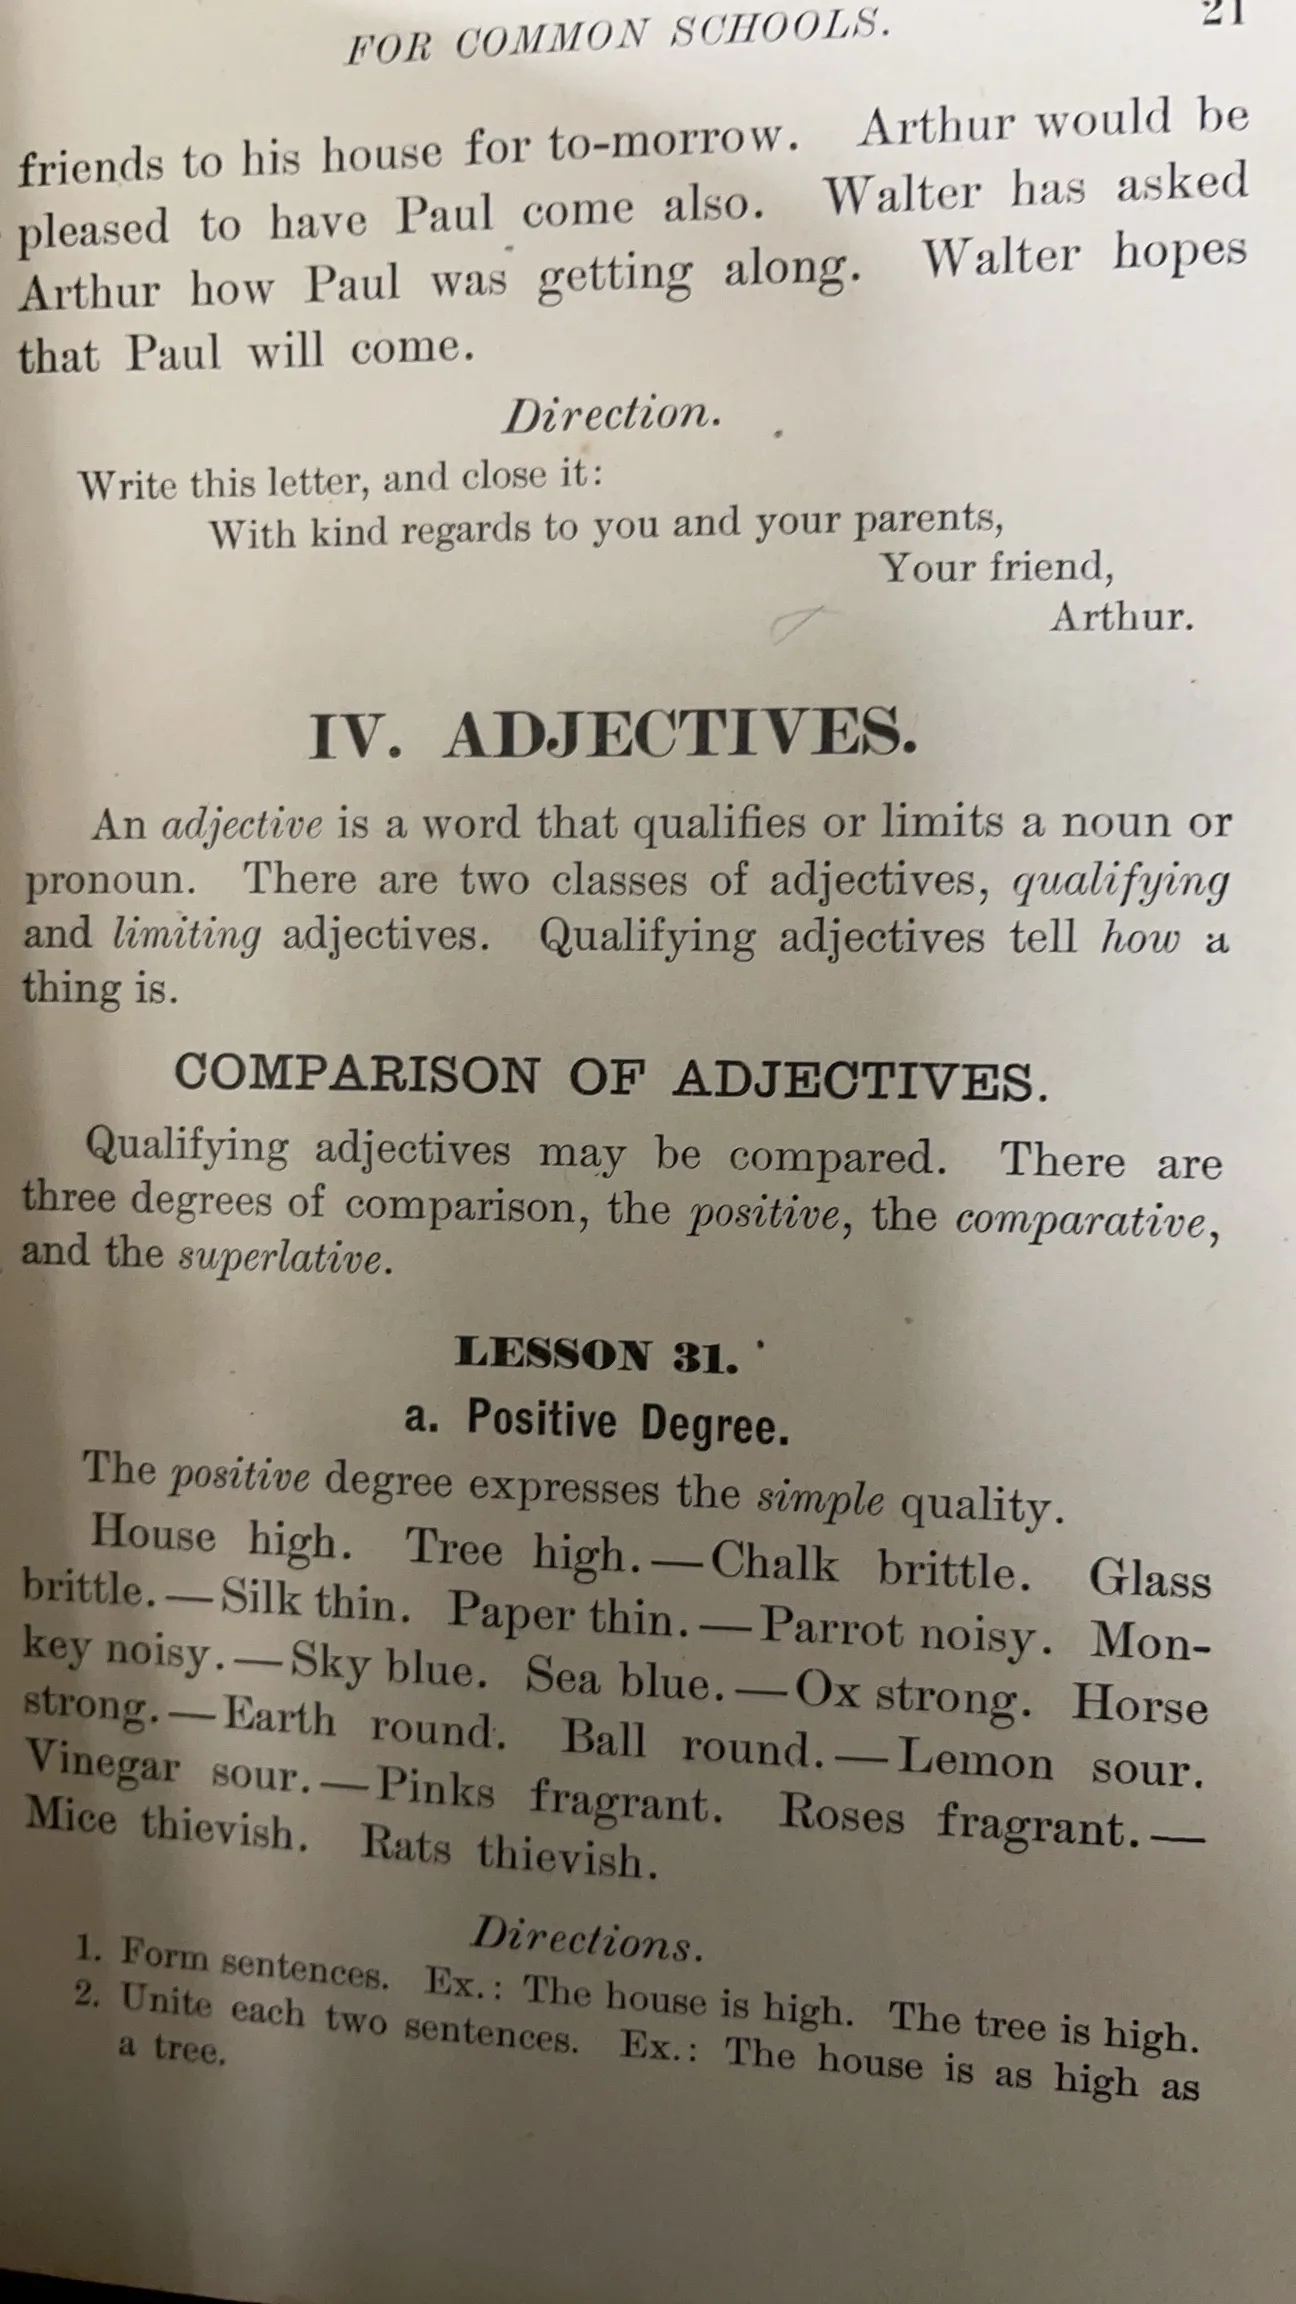 FOR COMMON SCHOOLS. 21
friends to his house for to-morrow. Arthur would be
pleased to have Paul come also. Walter has asked
Arthur how Paul was getting along. Walter hopes
that Paul will come.
Direction.
Write this letter, and close it:
With kind regards to you and your parents,
Your friend,
Arthur.
IV. ADJECTIVES.
An adjective is a word that qualifies or limits a noun or
pronoun. There are two classes of adjectives, qualifying
and limiting adjectives. Qualifying adjectives tell how a
thing is.
COMPARISON OF ADJECTIVES.
Qualifying adjectives may be compared. There are
three degrees of comparison, the positive, the comparative,
and the superlative.
LESSON 31.
a. Positive Degree.
The positive degree expresses the simple quality.
House high. Tree high.—Chalk brittle. Glass
brittle.—Silk thin. Paper thin.—Parrot noisy. Mon-
key noisy.—Sky blue. Sea blue.—Ox strong. Horse
strong.—Earth round. Ball round.—Lemon sour.
Vinegar sour.—Pinks fragrant. Roses fragrant.—
Mice thievish. Rats thievish.
Directions.
1. Form sentences. Ex.: The house is high. The tree is high.
2. Unite each two sentences. Ex.: The house is as high as
a tree.